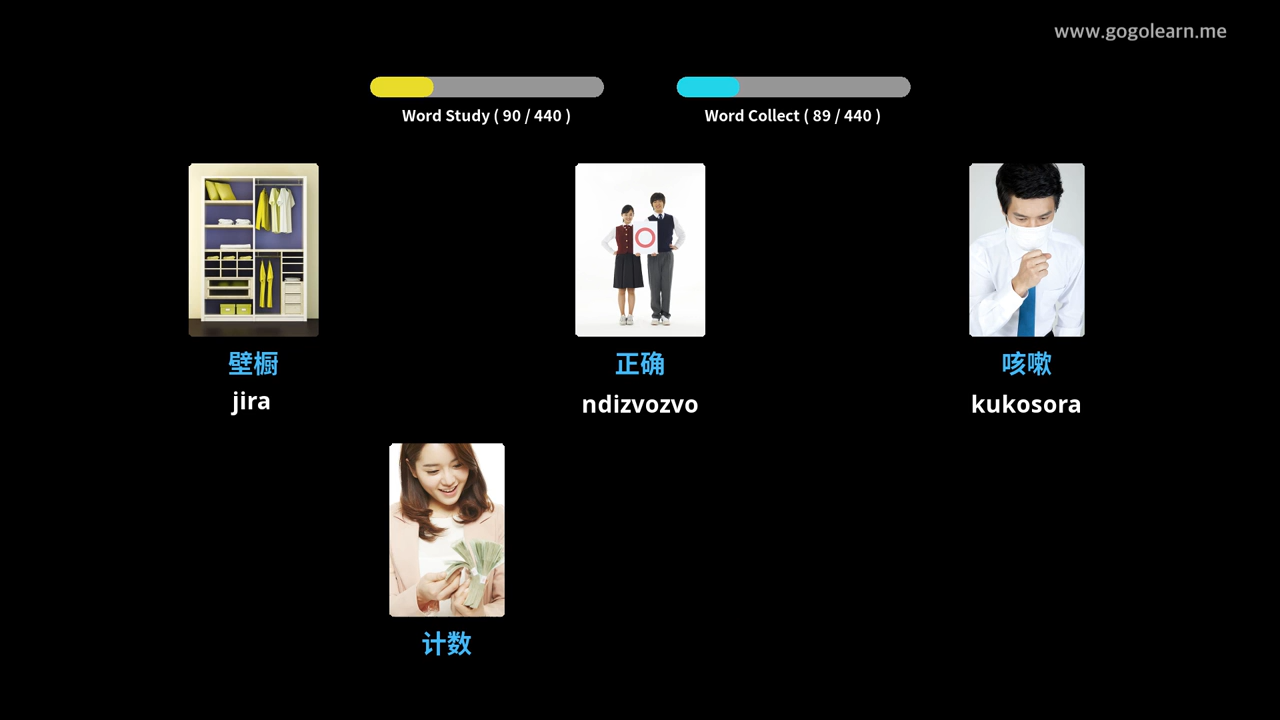 www.gogolearn.me
Word Study ( 90 / 440 )
Word Collect ( 89 / 440 )
壁橱
jira
正确
ndizvozvo
咳嗽
kukosora
计数